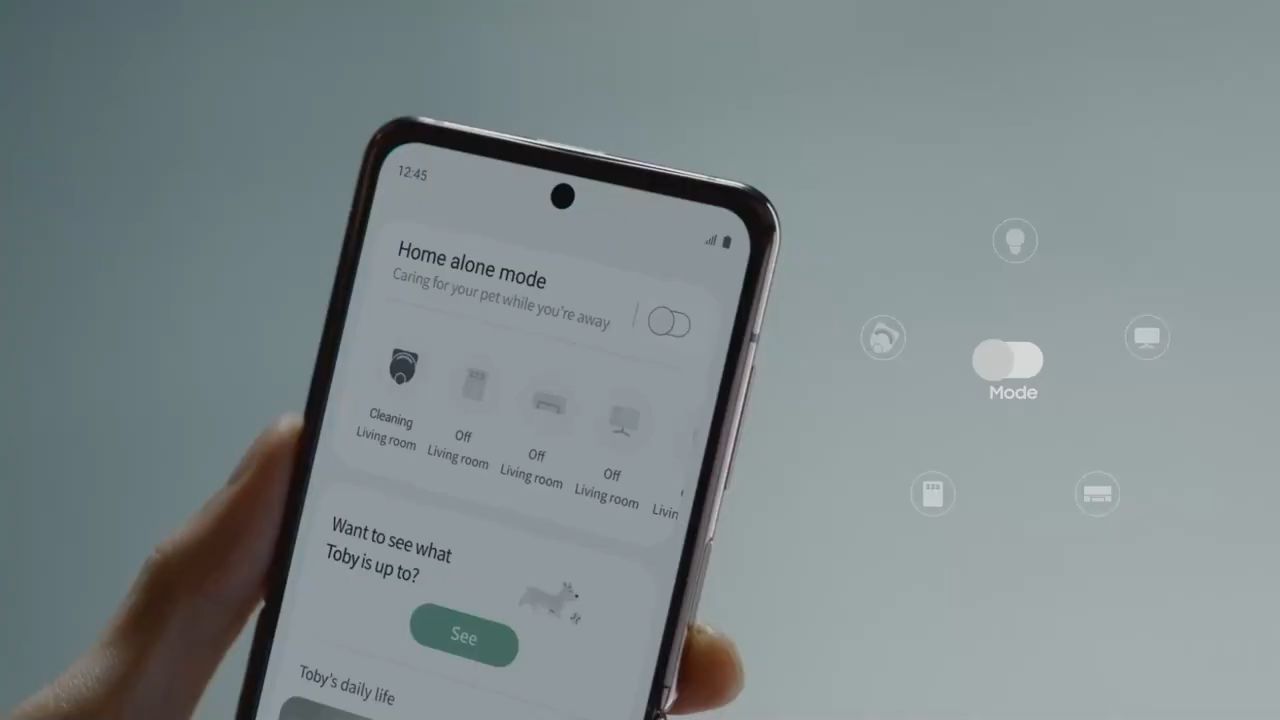 12:45
Home alone mode
Caring for your pet while you're away
Cleaning
Living room
Off
Living room
Off
Living room
Off
Living room
Livin
Want to see what
Toby is up to?
See
Toby's daily life
Mode